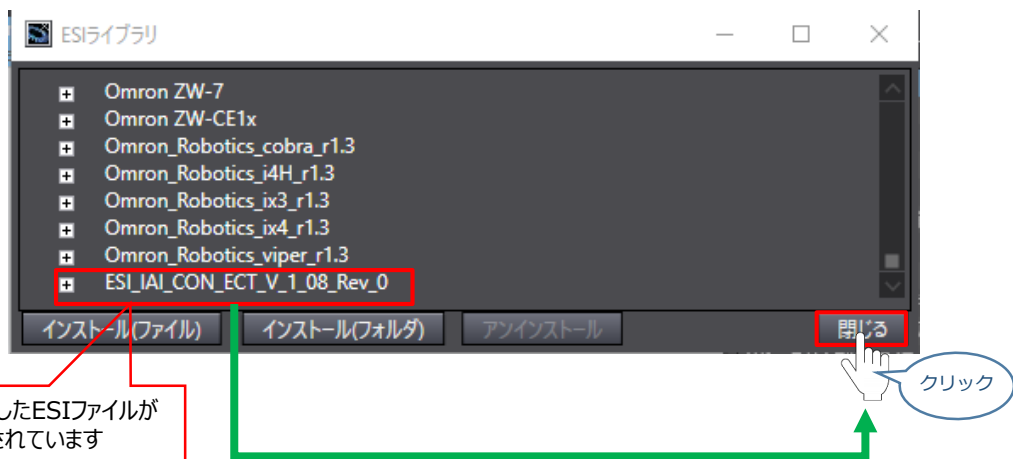 ESIライブラリ
Omron ZW-7
Omron ZW-CE1x
Omron_Robotics_cobra_r1.3
Omron_Robotics_i4H_r1.3
Omron_Robotics_ix3_r1.3
Omron_Robotics_ix4_r1.3
Omron_Robotics_viper_r1.3
ESI_IAI_CON_ECT_V_1_08_Rev_0
インストール(ファイル) インストール(フォルダ) アンインストール 閉じる
クリック
したESIファイルが
されています